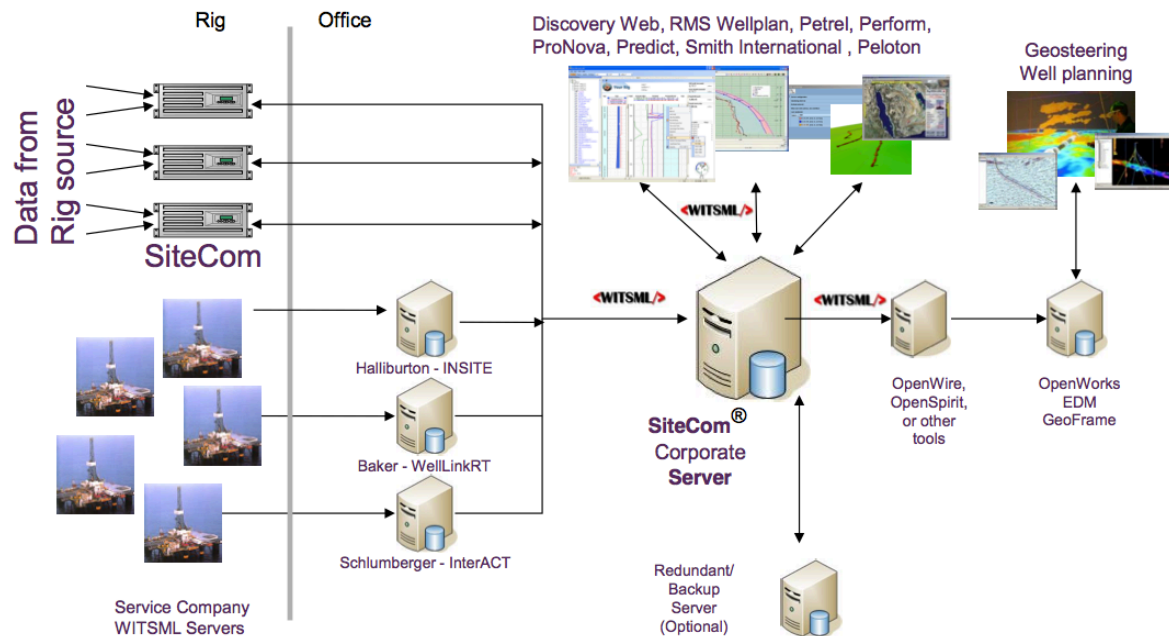 Rig
Office
Discovery Web, RMS Wellplan, Petrel, Perform,
ProNova, Predict, Smith International , Peloton
Geosteering
Well planning
Data from
Rig source
SiteCom
<WITSML/>
<WITSML/>
<WITSML/>
Halliburton - INSITE
Baker - WellLinkRT
Schlumberger - InterACT
SiteCom®
Corporate
Server
OpenWire,
OpenSpirit,
or other
tools
OpenWorks
EDM
GeoFrame
Redundant/
Backup
Server
(Optional)
Service Company
WITSML Servers